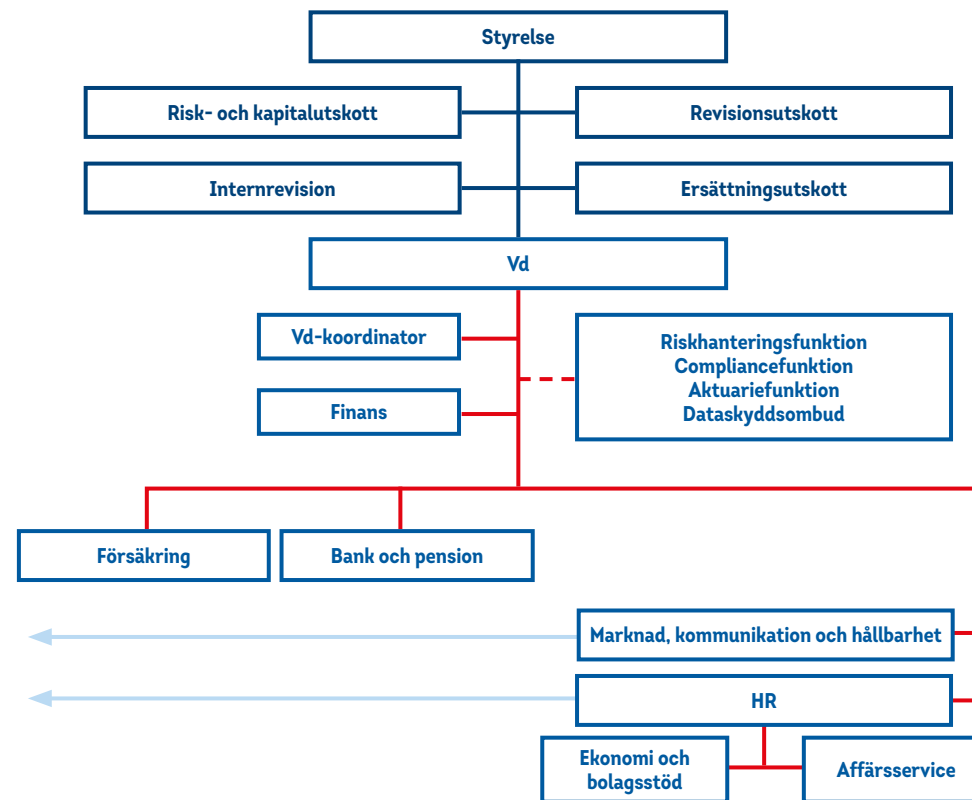 Styrelse
Risk- och kapitalutskott
Revisionsutskott
Internrevision
Ersättningsutskott
Vd
Vd-koordinator
Riskhanteringsfunktion
Compliancefunktion
Aktuariefunktion
Dataskyddsombud
Finans
Försäkring
Bank och pension
Marknad, kommunikation och hållbarhet
HR
Ekonomi och
bolagsstöd
Affärsservice